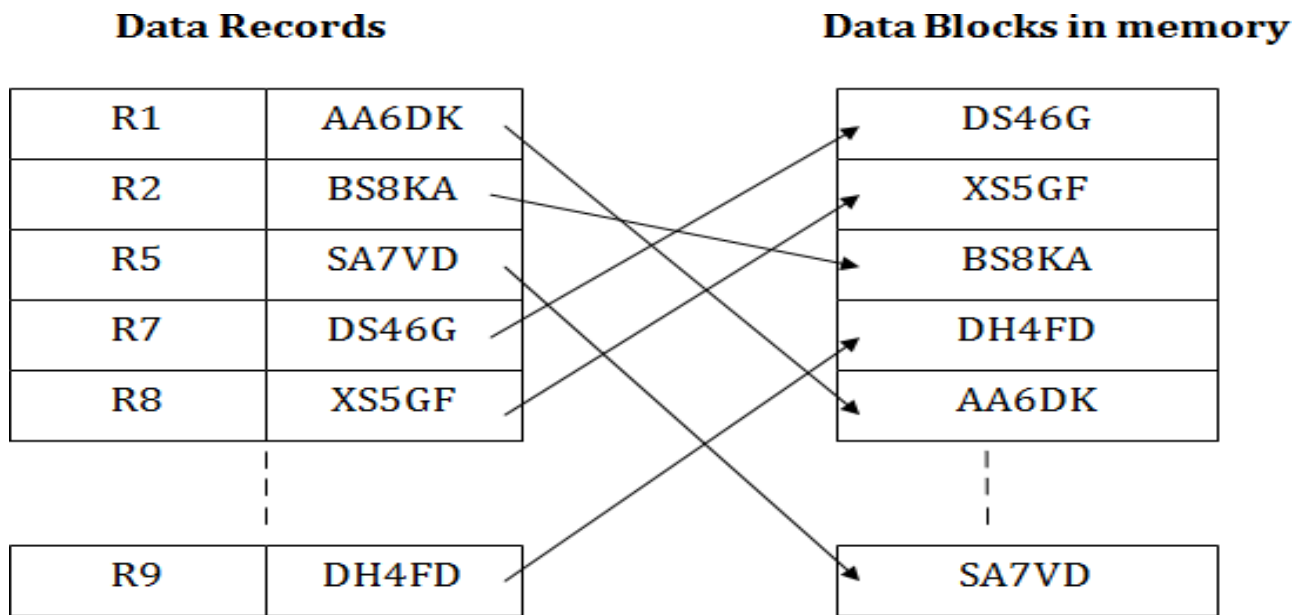 Data Records Data Blocks in memory
R1 AA6DK DS46G
R2 BS8KA XS5GF
R5 SA7VD BS8KA
R7 DS46G DH4FD
R8 XS5GF AA6DK
R9 DH4FD SA7VD